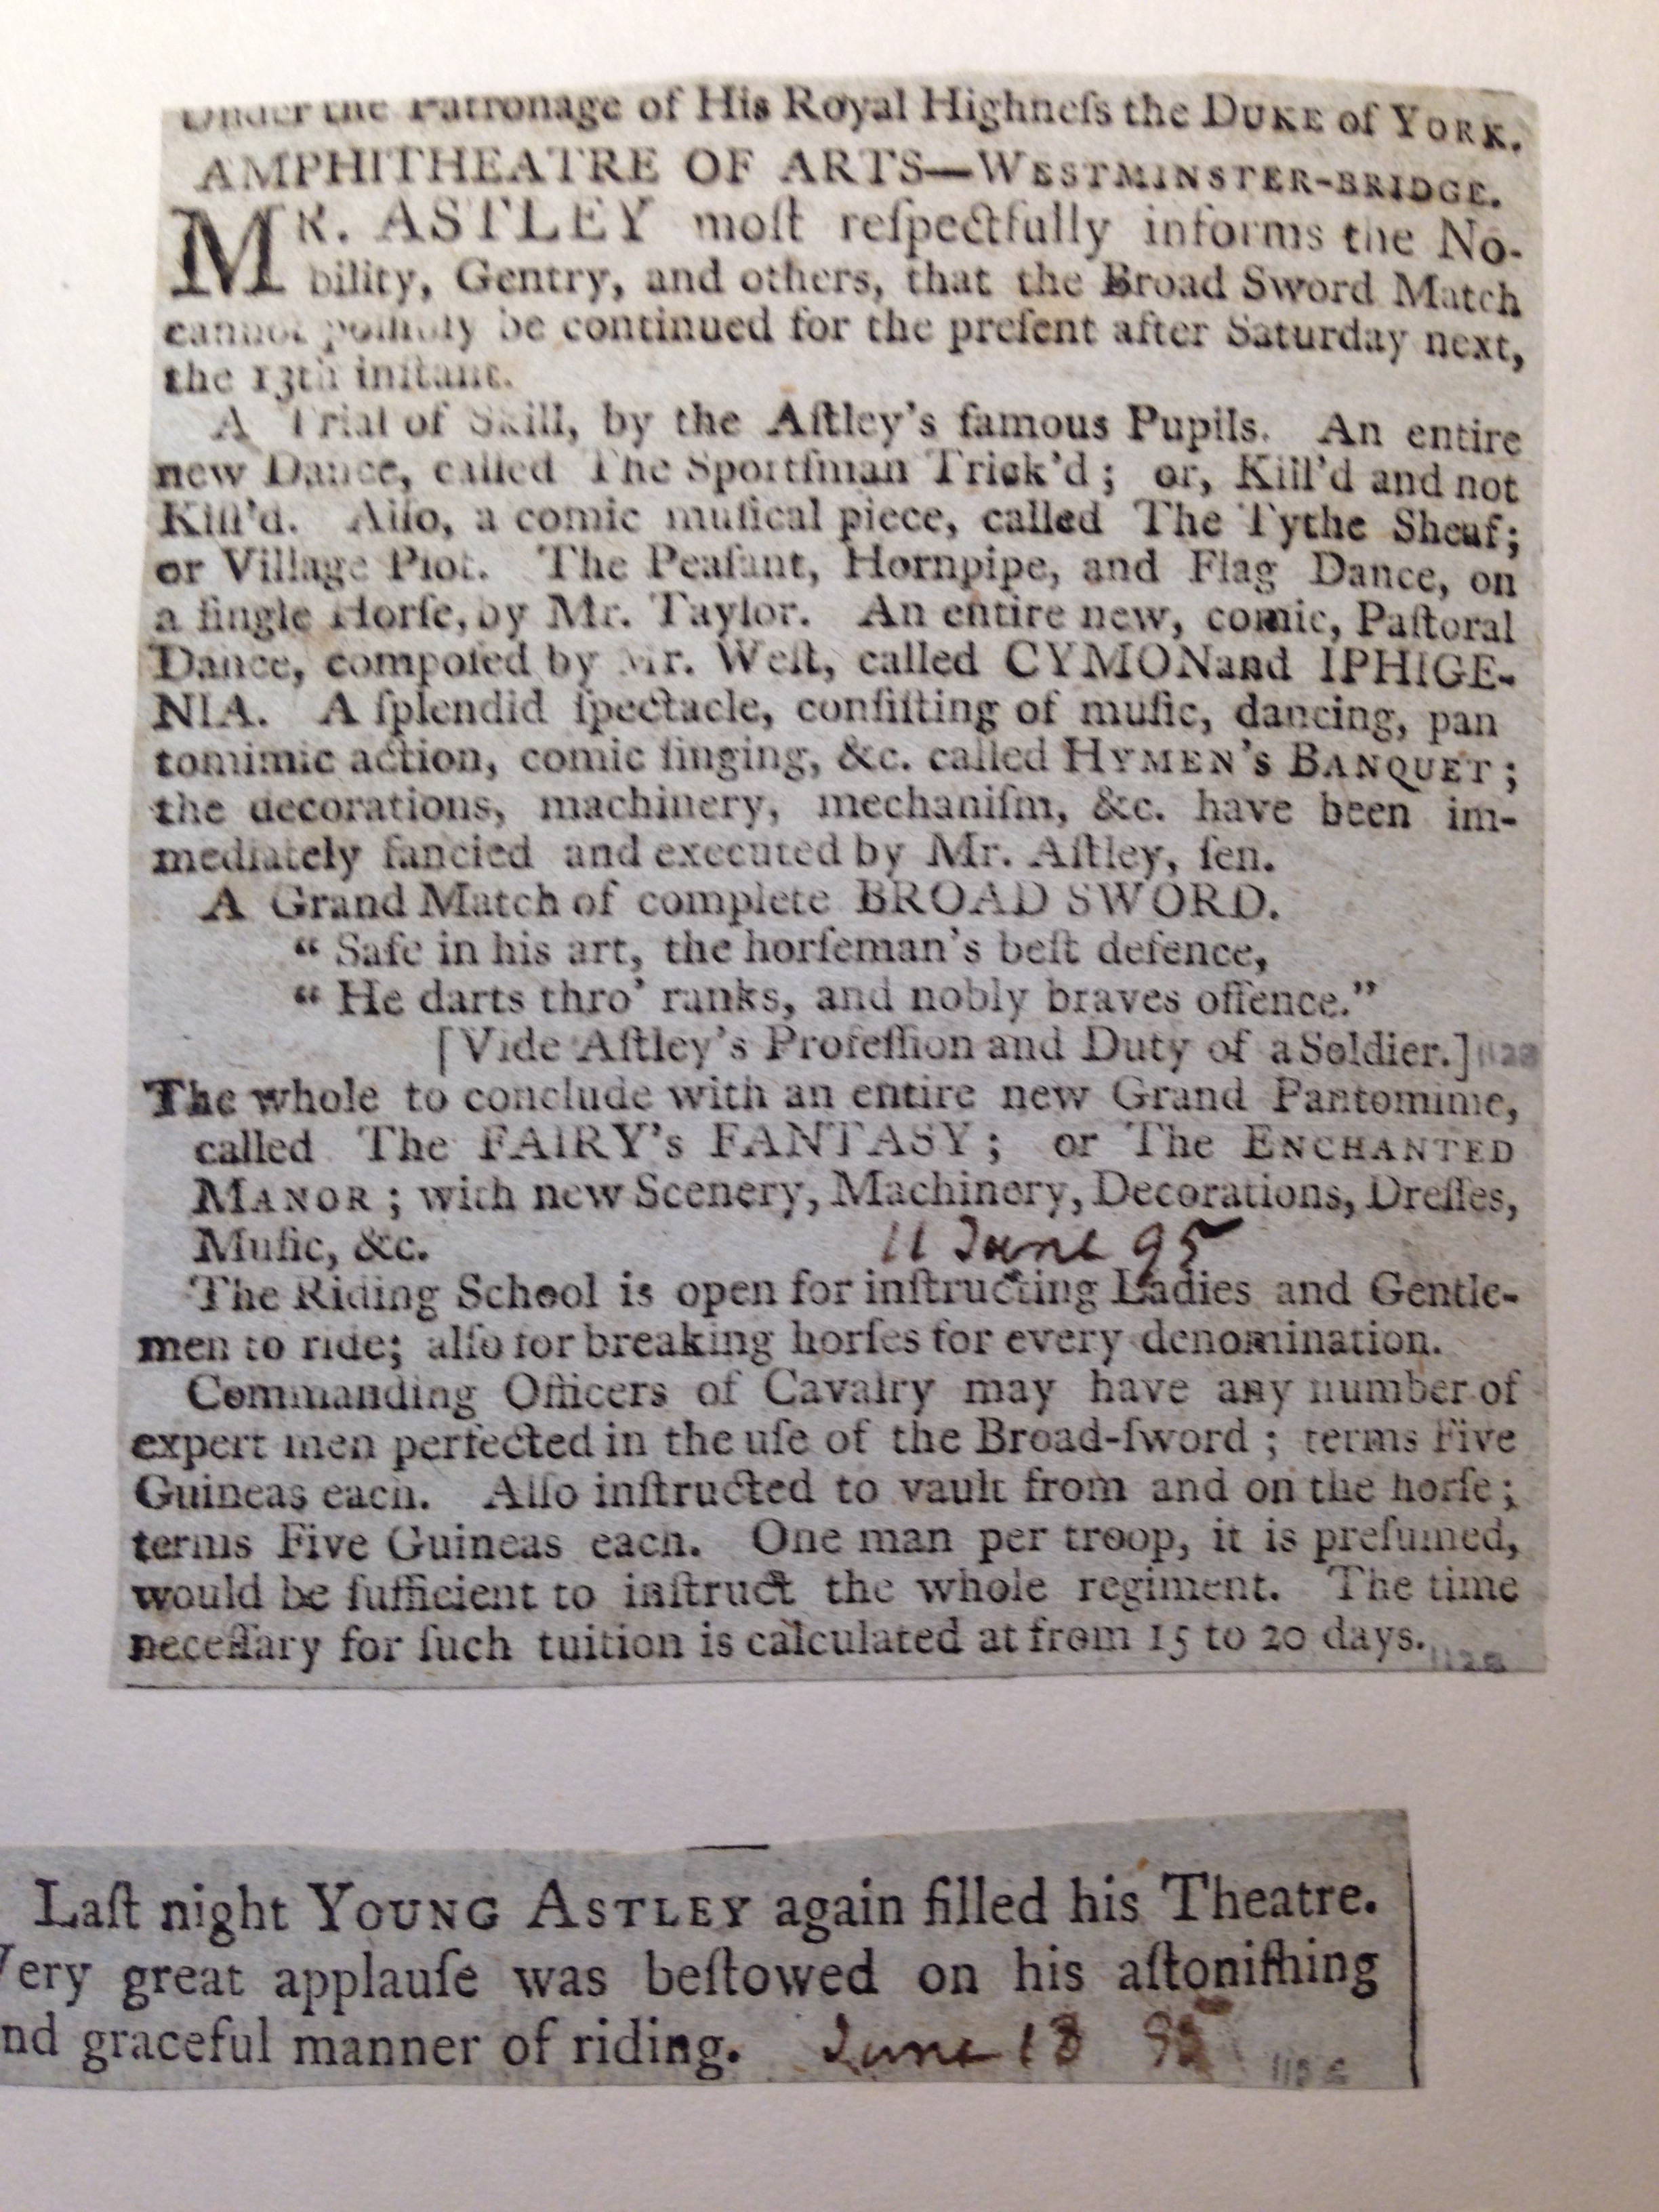 Under the Patronage of His Royal Highneſs the DUKE of YORK.
AMPHITHEATRE OF ARTS—WESTMINSTER-BRIDGE.
MR. ASTLEY moſt reſpectfully informs the No-
bility, Gentry, and others, that the Broad Sword Match
cannot poſſibly be continued for the preſent after Saturday next,
the 13th inſtant.
A Trial of Skill, by the Aſtley's famous Pupils. An entire
new Dance, called The Sportſman Trick'd; or, Kill'd and not
Kill'd. Alſo, a comic muſical piece, called The Tythe Sheaf;
or Village Plot. The Peaſant, Hornpipe, and Flag Dance, on
a ſingle Horſe, by Mr. Taylor. An entire new, comic, Paſtoral
Dance, compoſed by Mr. Weſt, called CYMONand IPHIGE-
NIA. A ſplendid ſpectacle, conſiſting of muſic, dancing, pan
tomimic action, comic ſinging, &c. called HYMEN'S BANQUET;
the decorations, machinery, mechaniſm, &c. have been im-
mediately fancied and executed by Mr. Aſtley, ſen.
A Grand Match of complete BROAD SWORD.
“ Safe in his art, the horſeman's beſt defence,
“ He darts thro' ranks, and nobly braves offence.”
[Vide Aſtley's Profeſſion and Duty of a Soldier.]
The whole to conclude with an entire new Grand Pantomime,
called The FAIRY's FANTASY; or The ENCHANTED
MANOR; with new Scenery, Machinery, Decorations, Dreſſes,
Muſic, &c. 11 June 95
The Riding School is open for inſtructing Ladies and Gentle-
men to ride; alſo for breaking horſes for every denomination.
Commanding Officers of Cavalry may have any number of
expert men perfected in the uſe of the Broad-ſword; terms Five
Guineas each. Alſo inſtructed to vault from and on the horſe;
terms Five Guineas each. One man per troop, it is preſumed,
would be ſufficient to inſtruct the whole regiment. The time
neceſſary for ſuch tuition is calculated at from 15 to 20 days.
Laſt night YOUNG ASTLEY again filled his Theatre.
Very great applauſe was beſtowed on his aſtoniſhing
nd graceful manner of riding. June 18 95